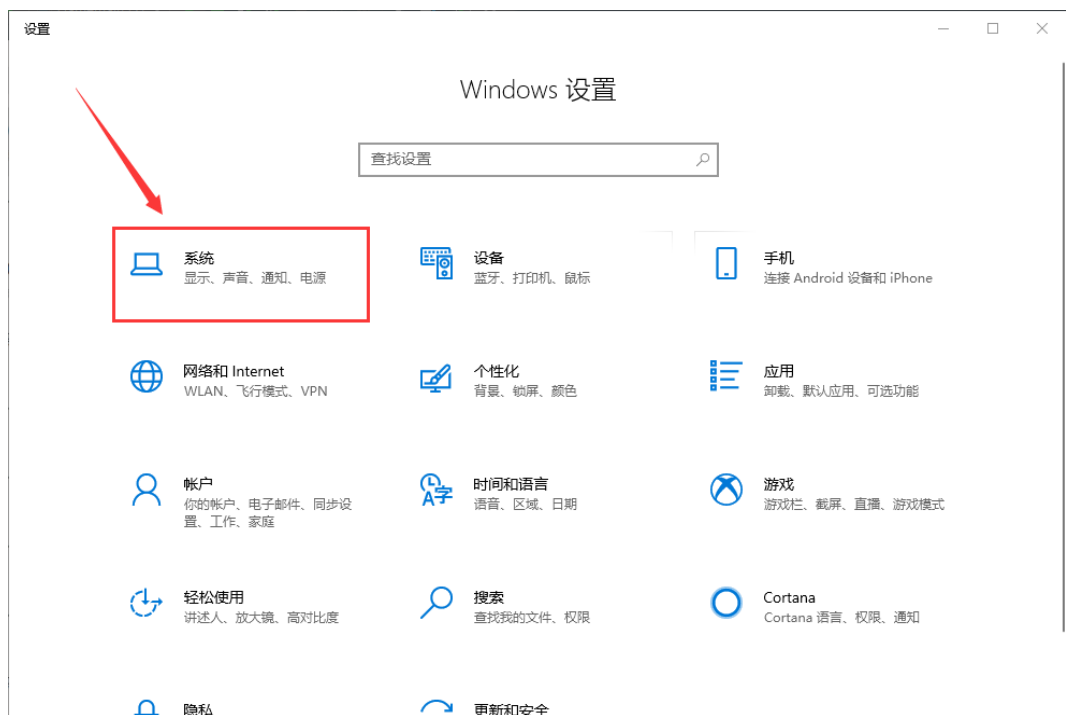 设置
Windows 设置
查找设置
系统
显示、声音、通知、电源
设备
蓝牙、打印机、鼠标
手机
连接 Android 设备和 iPhone
网络和 Internet
WLAN、飞行模式、VPN
个性化
背景、锁屏、颜色
应用
卸载、默认应用、可选功能
帐户
你的帐户、电子邮件、同步设
置、工作、家庭
时间和语言
语音、区域、日期
游戏
游戏栏、截屏、直播、游戏模式
轻松使用
讲述人、放大镜、高对比度
搜索
查找我的文件、权限
Cortana
Cortana 语言、权限、通知
隐私
更新和安全